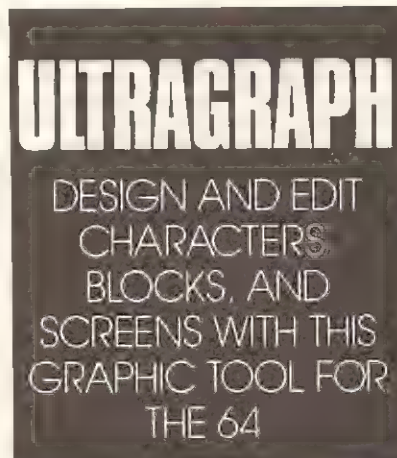 ULTRAGRAPH
DESIGN AND EDIT
CHARACTERS
BLOCKS, AND
SCREENS WITH THIS
GRAPHIC TOOL FOR
THE 64